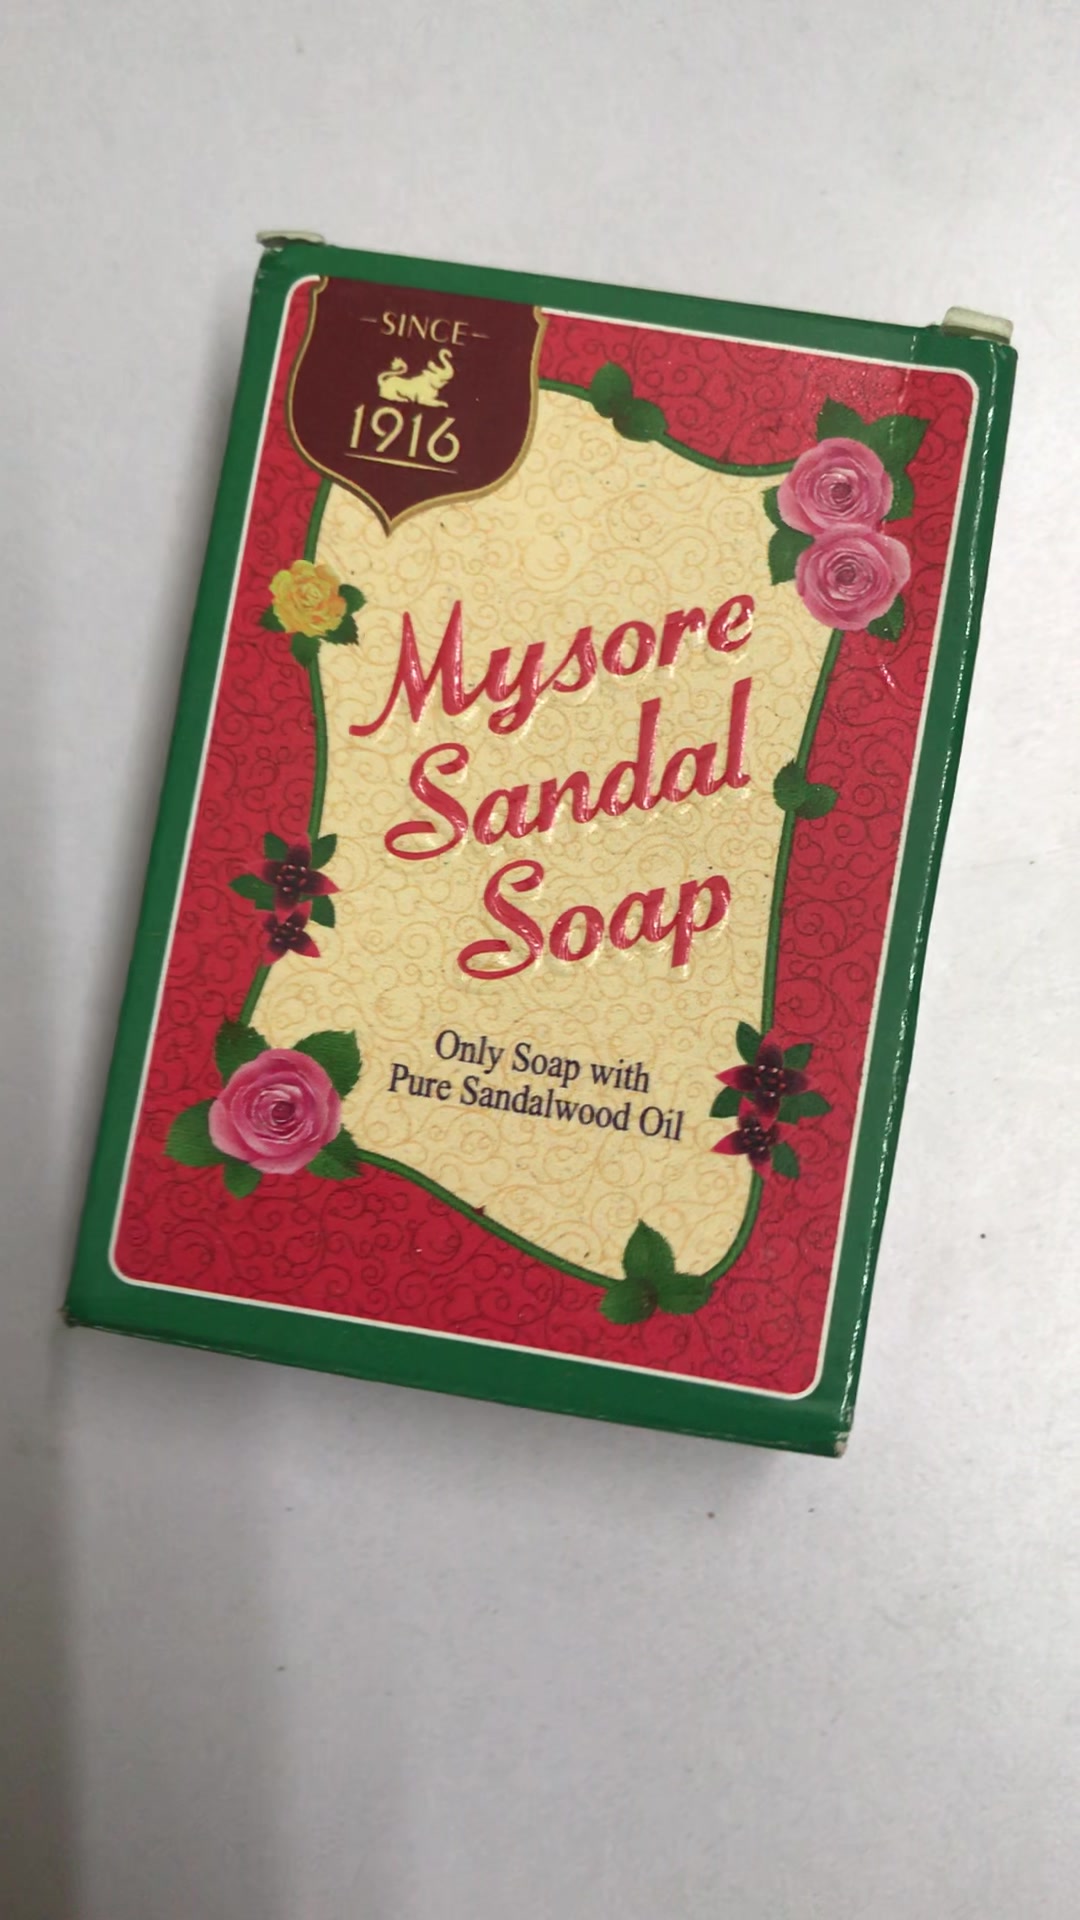 -SINCE-
1916
Mysore
Sandal
Soap
Only Soap with
Pure Sandalwood Oil